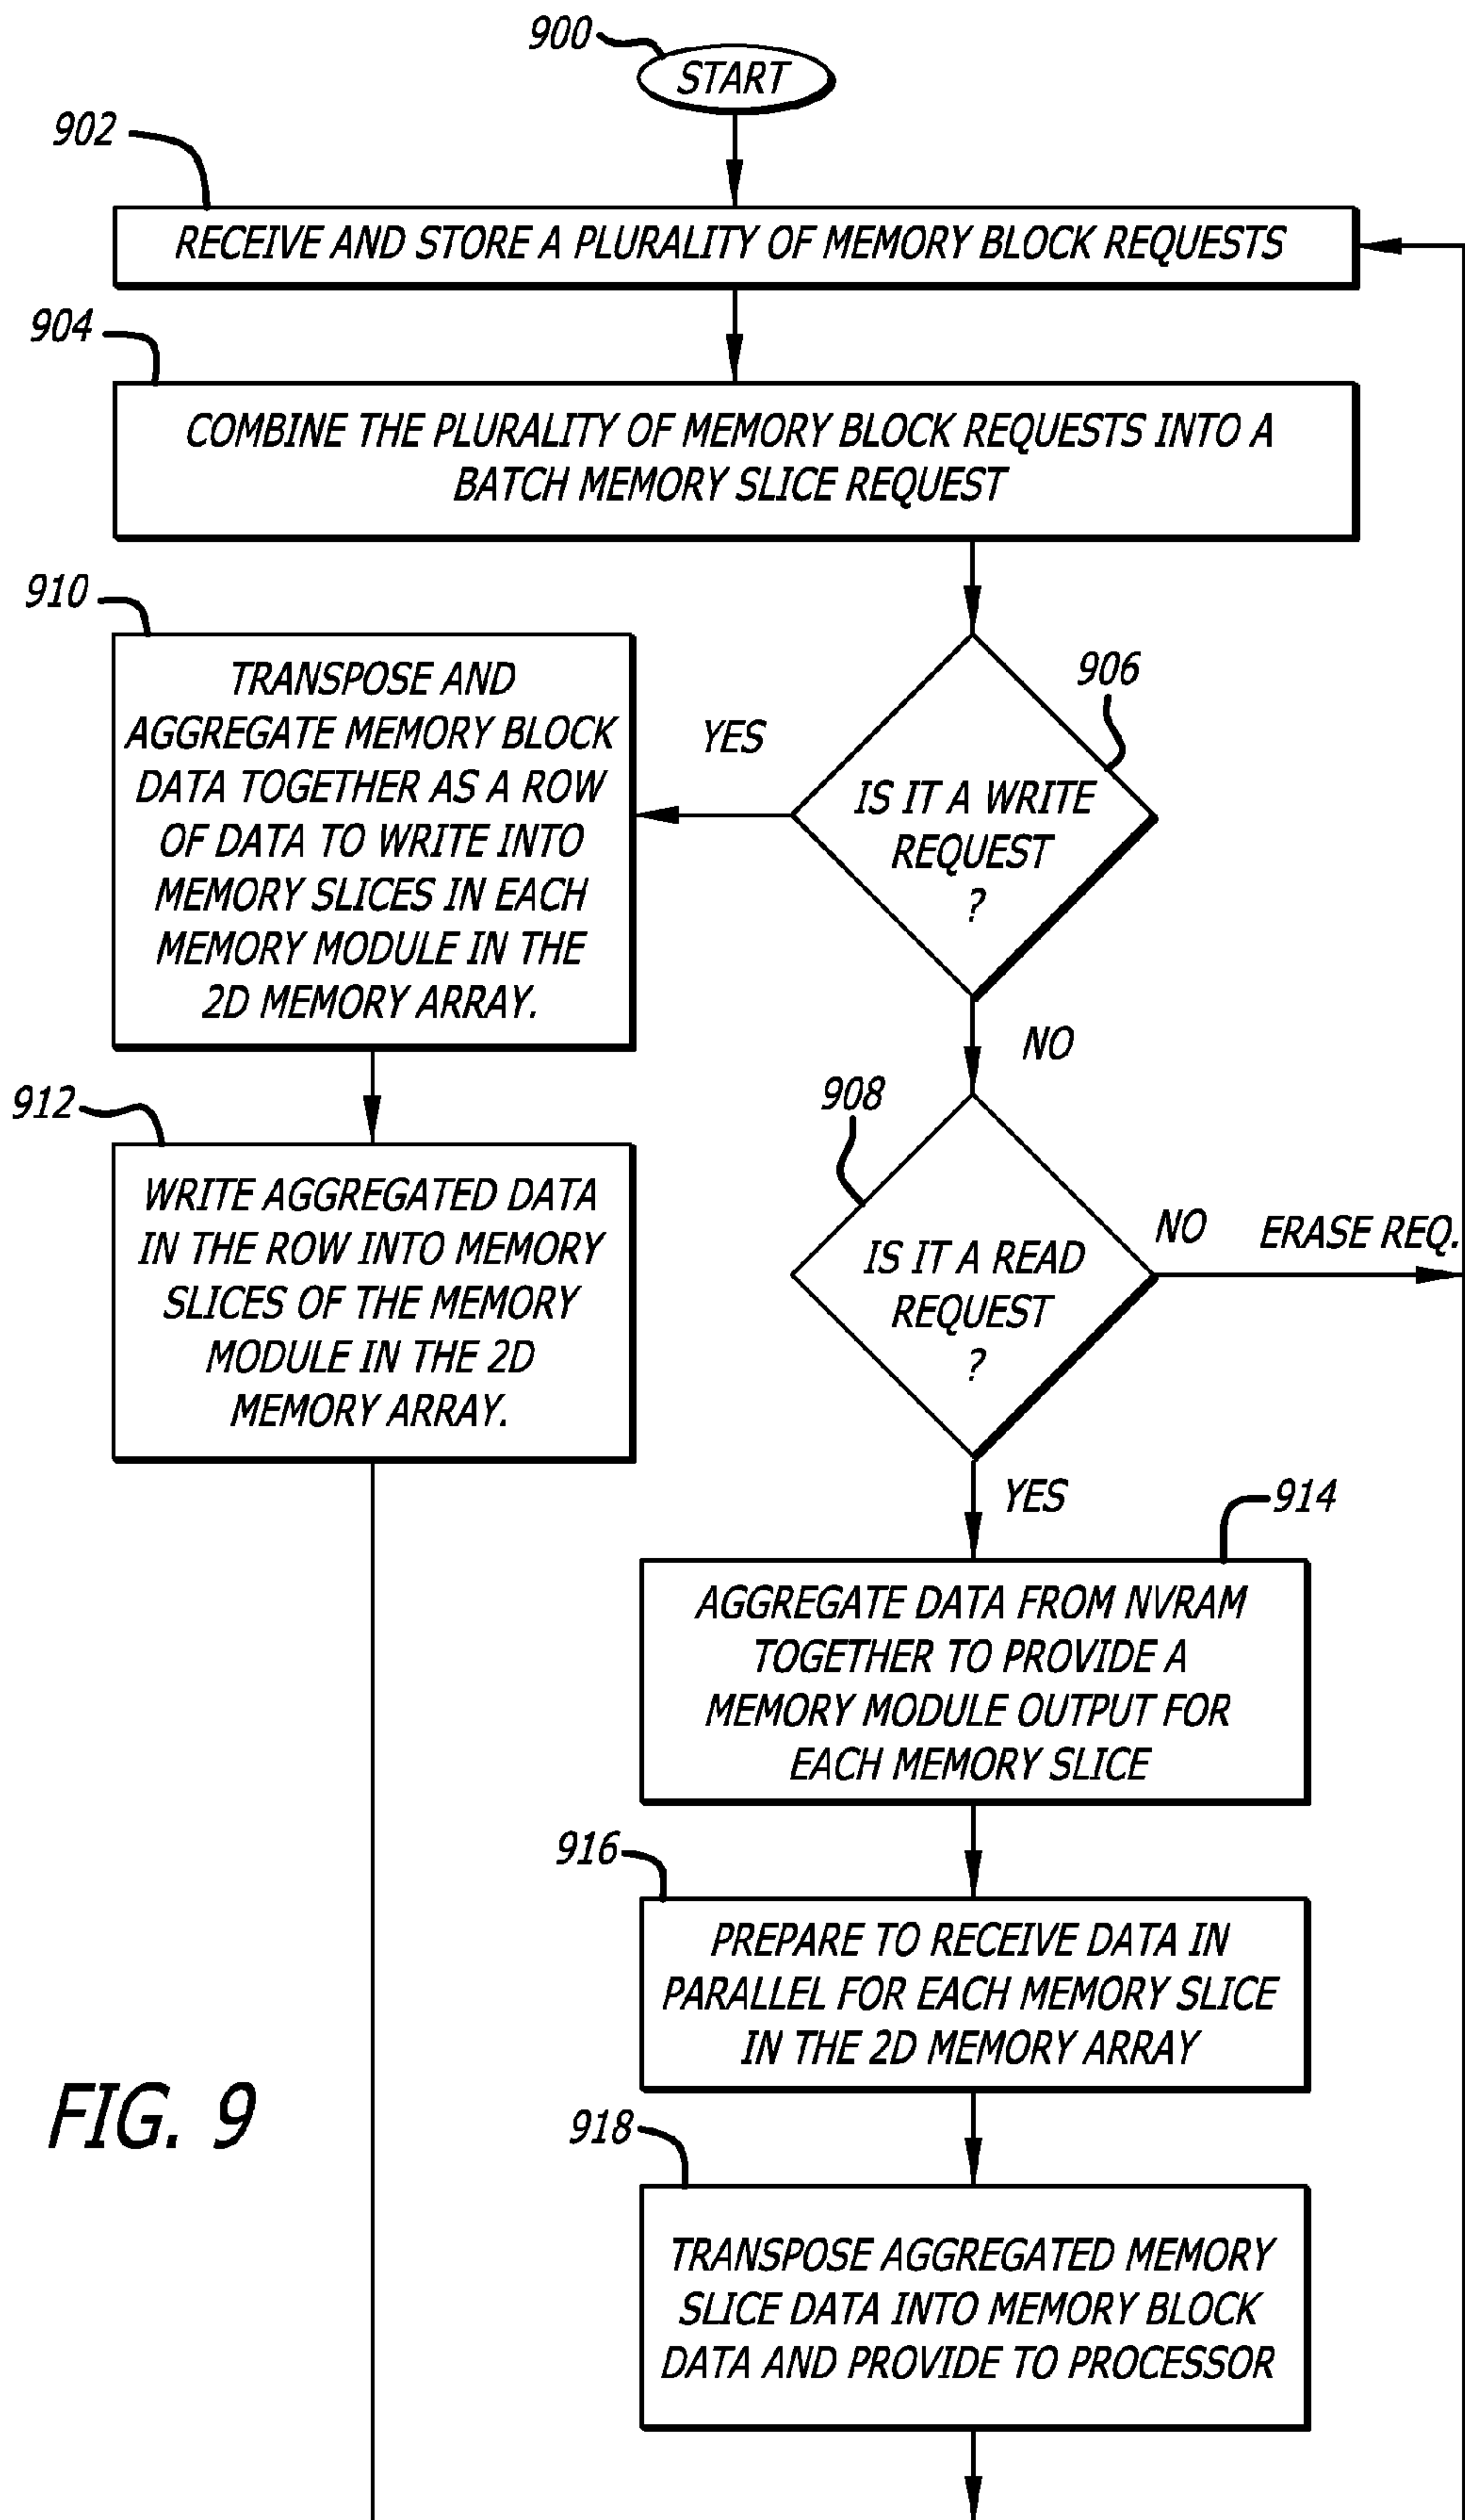 900
START
902
RECEIVE AND STORE A PLURALITY OF MEMORY BLOCK REQUESTS
904
COMBINE THE PLURALITY OF MEMORY BLOCK REQUESTS INTO A
BATCH MEMORY SLICE REQUEST
910
TRANSPOSE AND
AGGREGATE MEMORY BLOCK
DATA TOGETHER AS A ROW
OF DATA TO WRITE INTO
MEMORY SLICES IN EACH
MEMORY MODULE IN THE
2D MEMORY ARRAY.
YES
906
IS IT A WRITE
REQUEST
?
NO
912
WRITE AGGREGATED DATA
IN THE ROW INTO MEMORY
SLICES OF THE MEMORY
MODULE IN THE 2D
MEMORY ARRAY.
908
IS IT A READ
REQUEST
?
NO ERASE REQ.
YES
914
AGGREGATE DATA FROM NVRAM
TOGETHER TO PROVIDE A
MEMORY MODULE OUTPUT FOR
EACH MEMORY SLICE
916
PREPARE TO RECEIVE DATA IN
PARALLEL FOR EACH MEMORY SLICE
IN THE 2D MEMORY ARRAY
FIG. 9
918
TRANSPOSE AGGREGATED MEMORY
SLICE DATA INTO MEMORY BLOCK
DATA AND PROVIDE TO PROCESSOR